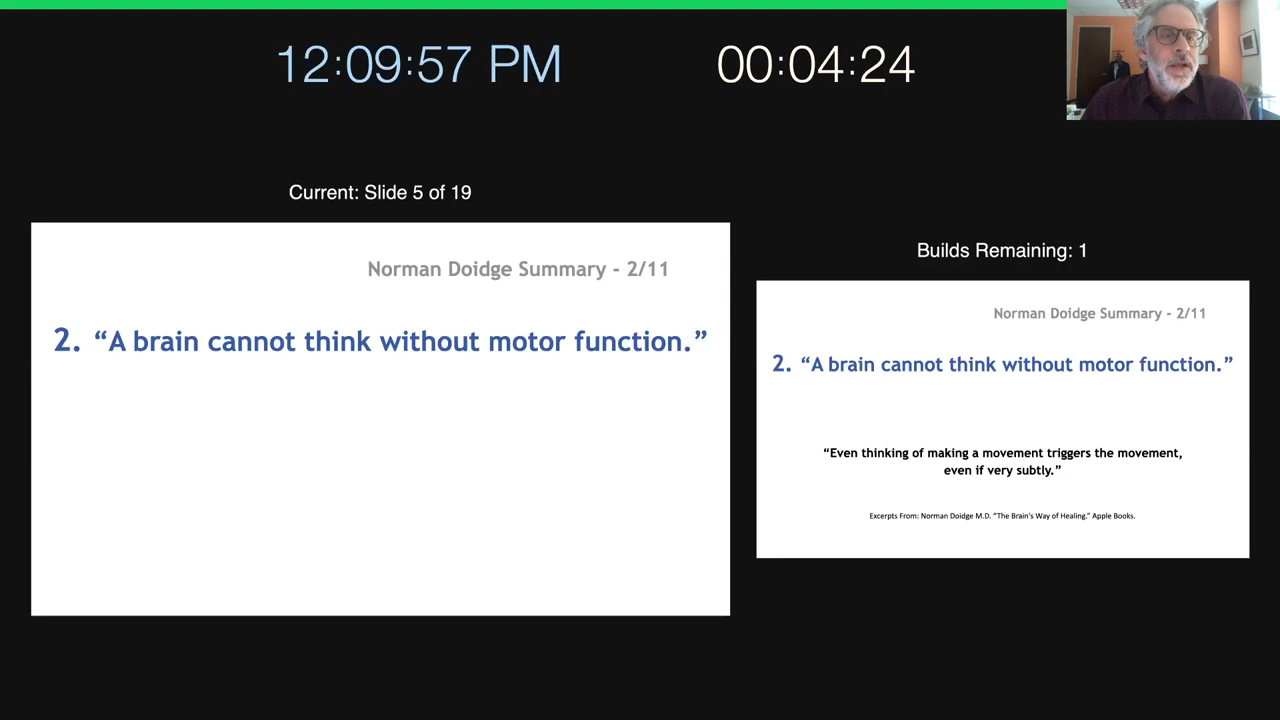 12:09:57 PM
00:04:24
Current: Slide 5 of 19
Norman Doidge Summary - 2/11
2. “A brain cannot think without motor function.”
Builds Remaining: 1
Norman Doidge Summary - 2/11
2. “A brain cannot think without motor function.”
“Even thinking of making a movement triggers the movement,
even if very subtly.”
Excerpts From: Norman Doidge M.D. “The Brain's Way of Healing.” Apple Books.